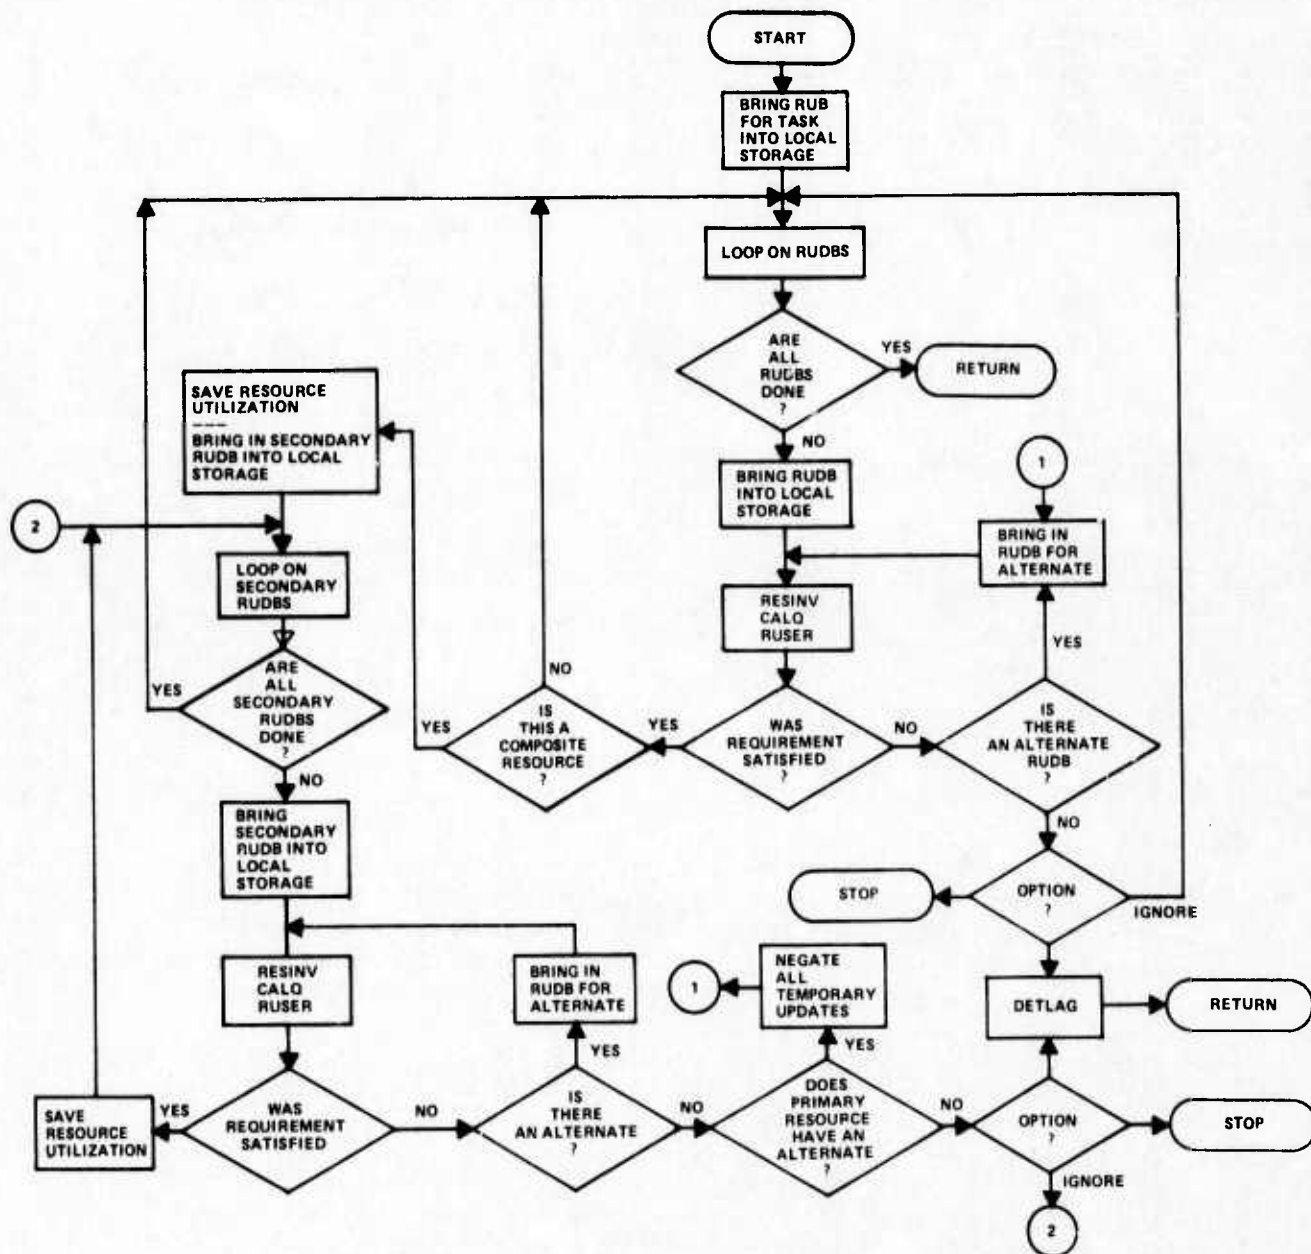 START
BRING RUB
FOR TASK
INTO LOCAL
STORAGE
LOOP ON RUDBS
ARE
ALL
RUDBS
DONE
?
YES
RETURN
NO
SAVE RESOURCE
UTILIZATION
---
BRING IN SECONDARY
RUDB INTO LOCAL
STORAGE
BRING RUDB
INTO LOCAL
STORAGE
1
2
BRING IN
RUDB FOR
ALTERNATE
LOOP ON
SECONDARY
RUDBS
RESINV
CALQ
RUSER
YES
NO
YES
ARE
ALL
SECONDARY
RUDBS
DONE
?
YES
IS
THIS A
COMPOSITE
RESOURCE
?
YES
WAS
REQUIREMENT
SATISFIED
?
NO
IS
THERE
AN ALTERNATE
RUDB
?
NO
NO
BRING
SECONDARY
RUDB INTO
LOCAL
STORAGE
STOP
OPTION
?
IGNORE
RESINV
CALQ
RUSER
BRING IN
RUDB FOR
ALTERNATE
1
NEGATE
ALL
TEMPORARY
UPDATES
DETLAG
RETURN
YES
YES
SAVE
RESOURCE
UTILIZATION
YES
WAS
REQUIREMENT
SATISFIED
NO
IS
THERE
AN ALTERNATE
?
NO
DOES
PRIMARY
RESOURCE
HAVE AN
ALTERNATE
?
NO
OPTION
?
STOP
IGNORE
2